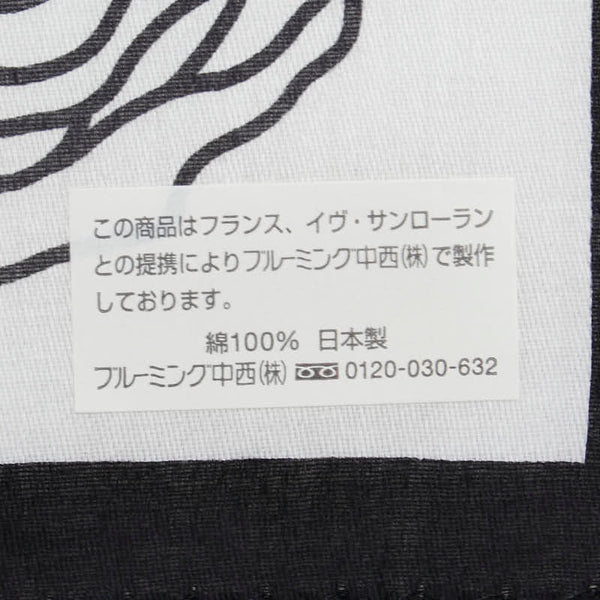 この商品はフランス、イヴ・サンローラン
との提携によりブルーミング中西(株)で製作
しております。
綿100% 日本製
ブルーミング中西(株) 0120-030-632